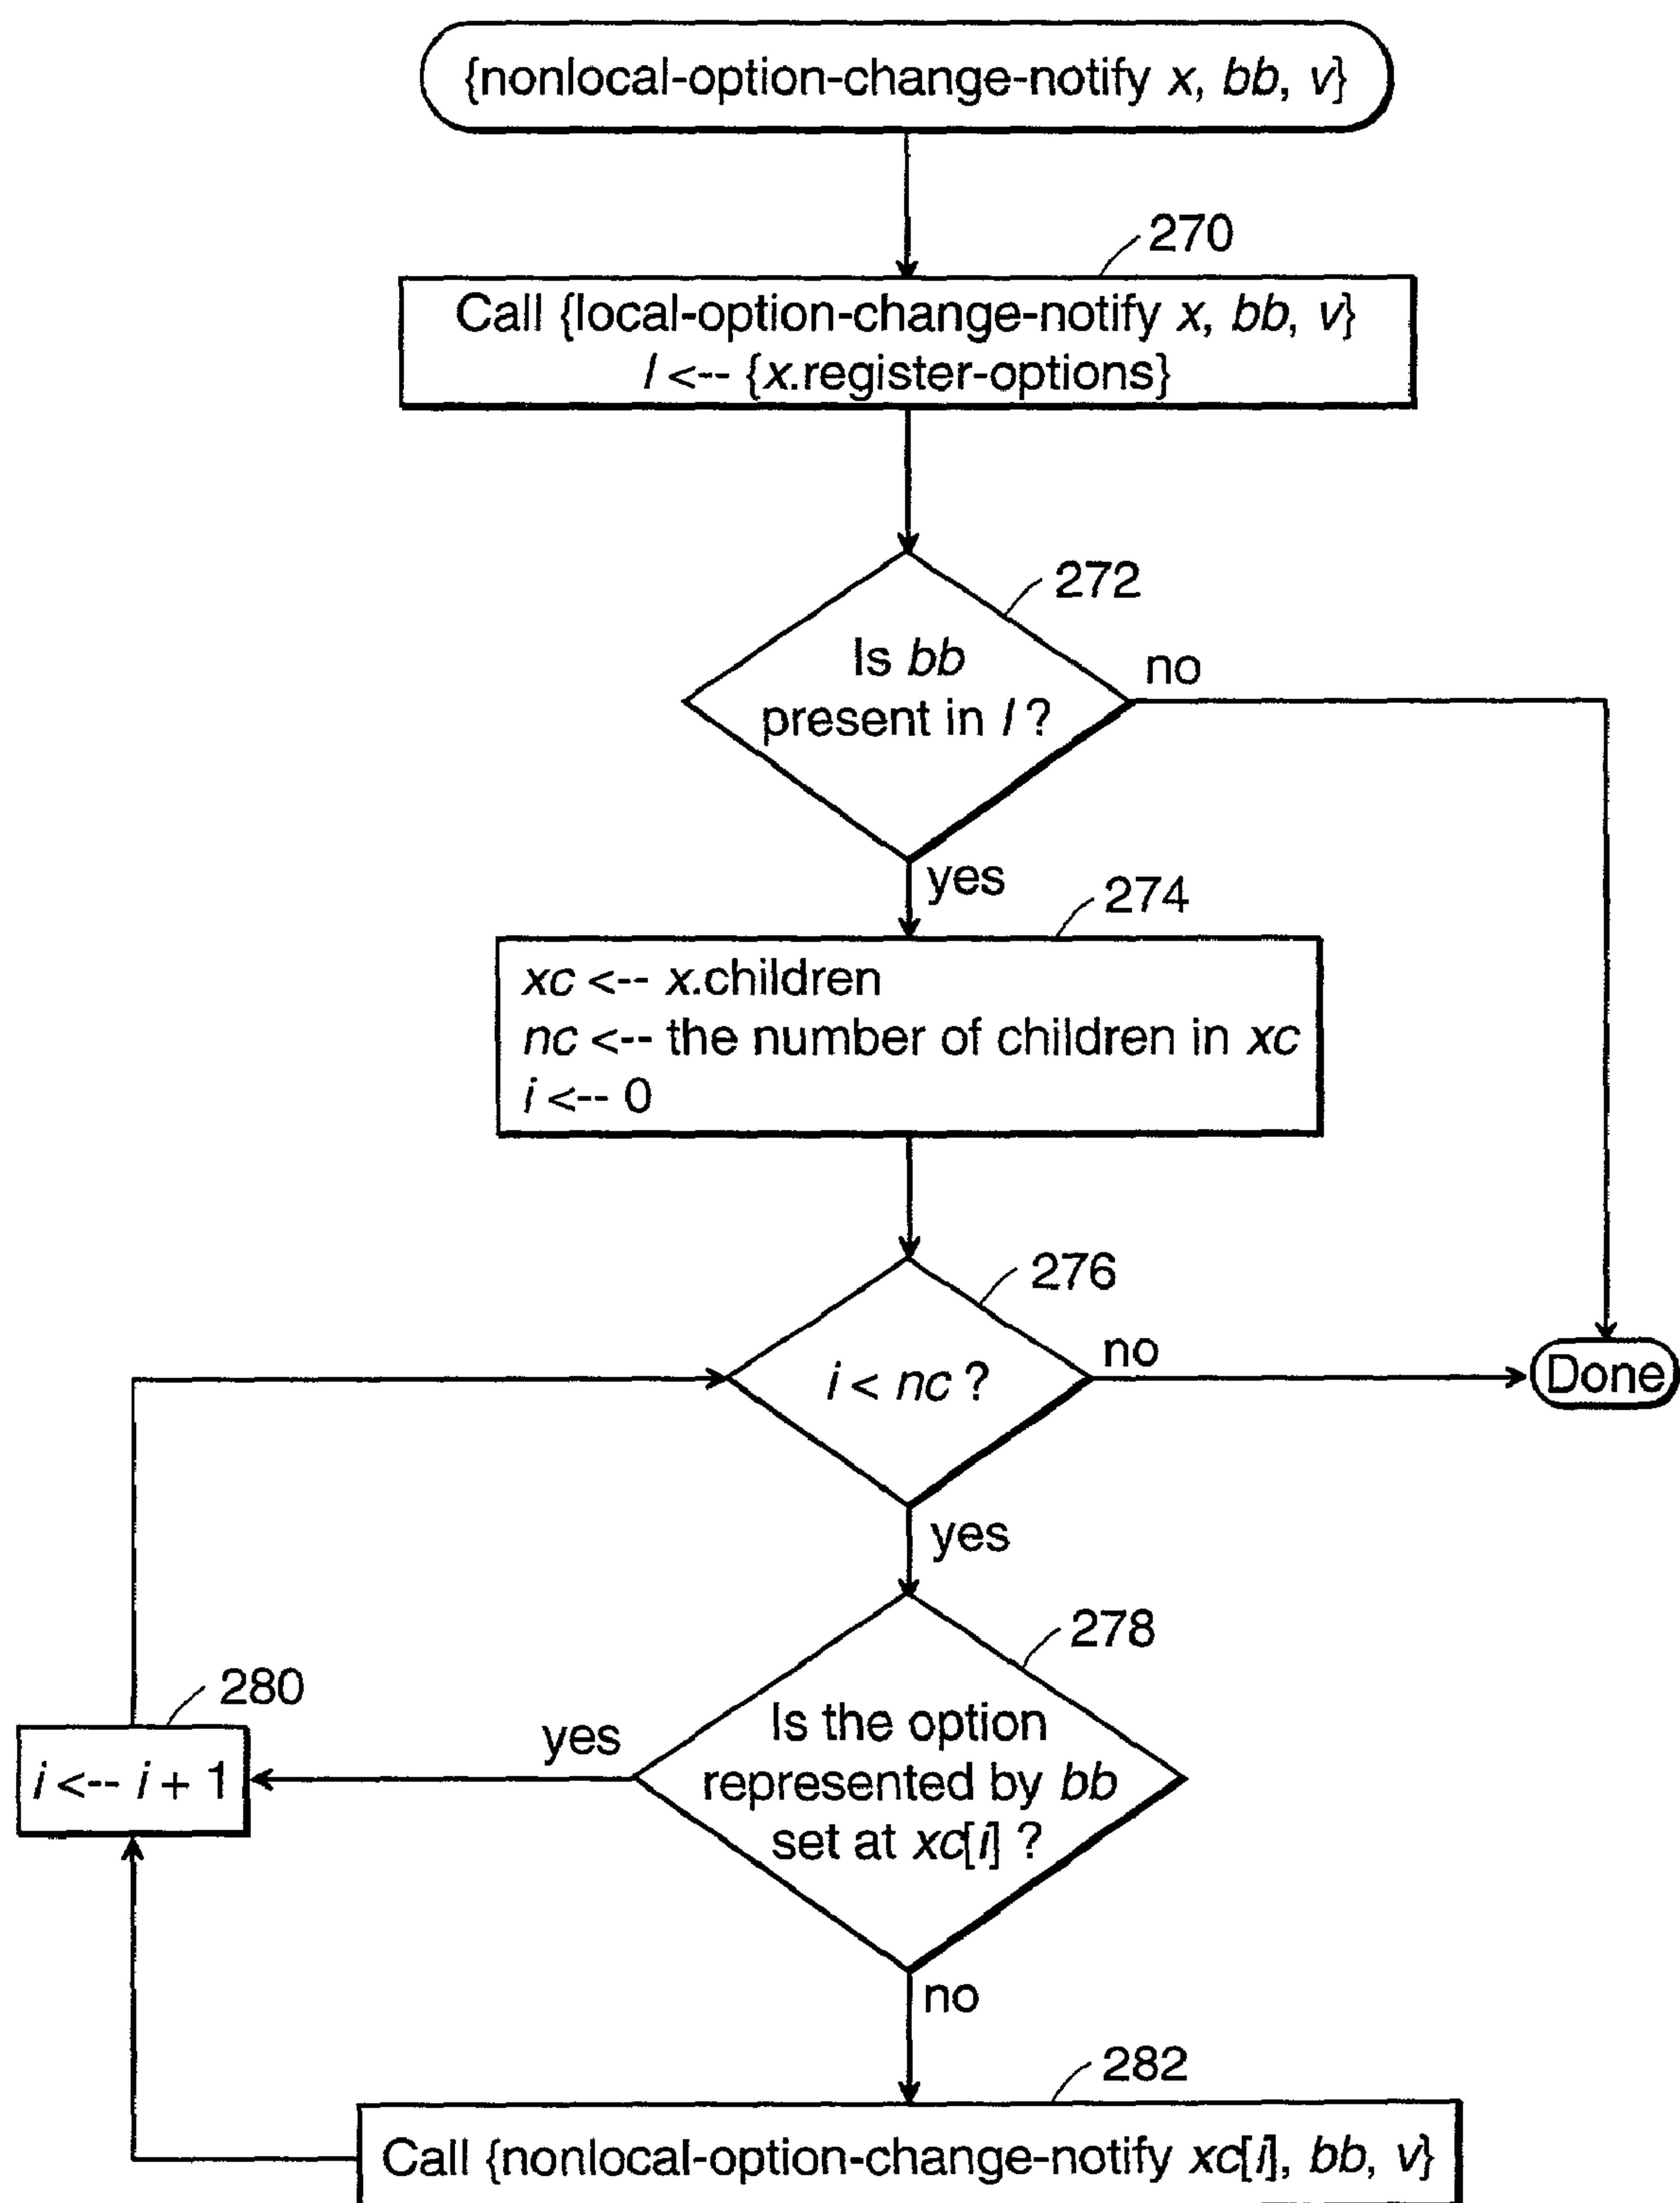 {nonlocal-option-change-notify x, bb, v}
270
Call {local-option-change-notify x, bb, v}
l <-- {x.register-options}
272
Is bb
present in l ?
no
yes
274
xc <-- x.children
nc <-- the number of children in xc
i <-- 0
276
i < nc ?
no
Done
yes
278
280
Is the option
represented by bb
set at xc[i] ?
yes
i <-- i + 1
no
282
Call {nonlocal-option-change-notify xc[i], bb, v}